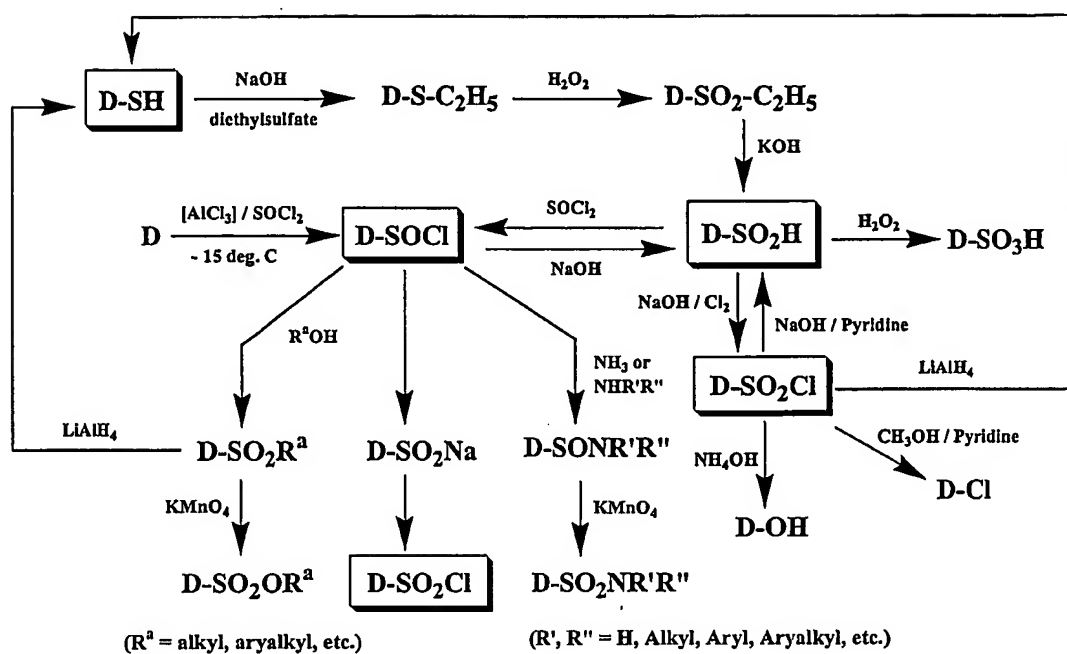 NaOH
H₂O₂
D-SH
D-S-C₂H₅
D-SO₂-C₂H₅
diethylsulfate
KOH
[AlCl₃] / SOCl₂
SOCl₂
H₂O₂
D
D-SOCl
D-SO₂H
D-SO₃H
~ 15 deg. C
NaOH
NaOH / Cl₂
NaOH / Pyridine
RᵃOH
NH₃ or
NHR'R"
D-SO₂Cl
LiAlH₄
LiAlH₄
D-SO₂Rᵃ
D-SO₂Na
D-SONR'R"
NH₄OH
CH₃OH / Pyridine
D-Cl
KMnO₄
KMnO₄
D-OH
D-SO₂ORᵃ
D-SO₂Cl
D-SO₂NR'R"
(Rᵃ = alkyl, aryalkyl, etc.)
(R', R" = H, Alkyl, Aryl, Aryalkyl, etc.)